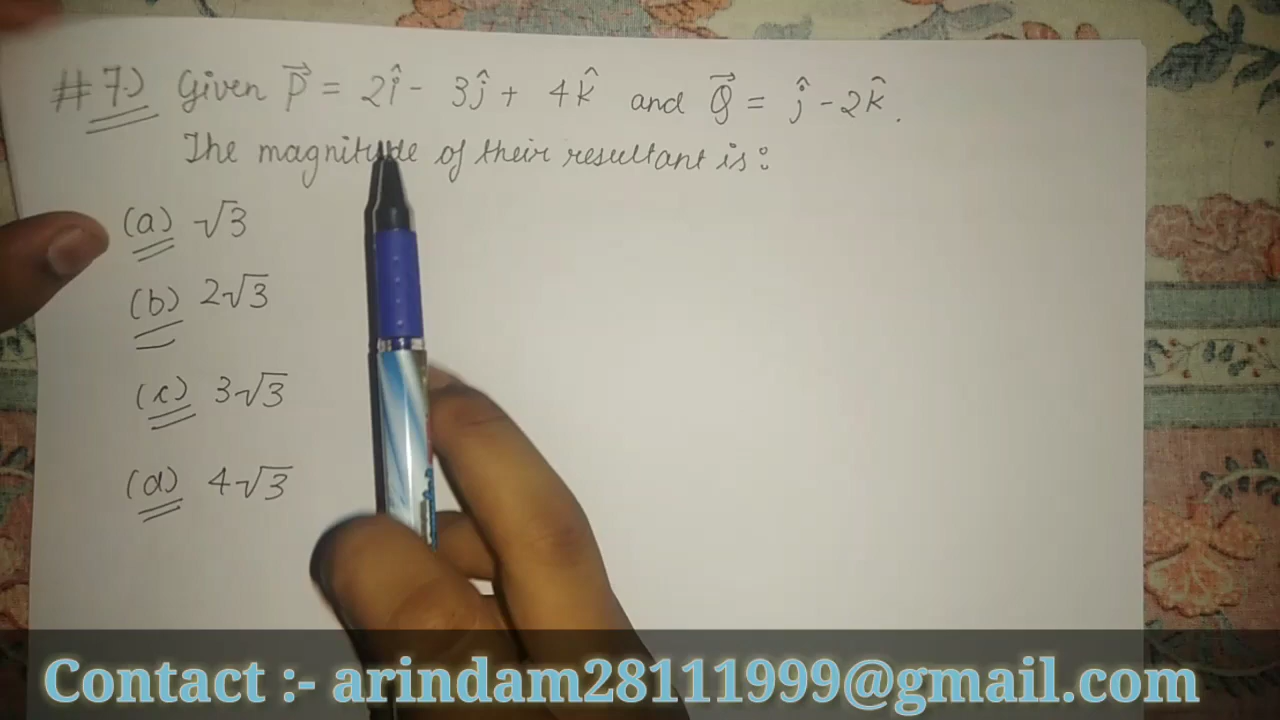 #7) Given P⃗ = 2î - 3ĵ + 4k̂ and Q⃗ = ĵ - 2k̂.
The magnitude of their resultant is:
(a) √3
(b) 2√3
(c) 3√3
(d) 4√3
Contact :- arindam28111999@gmail.com